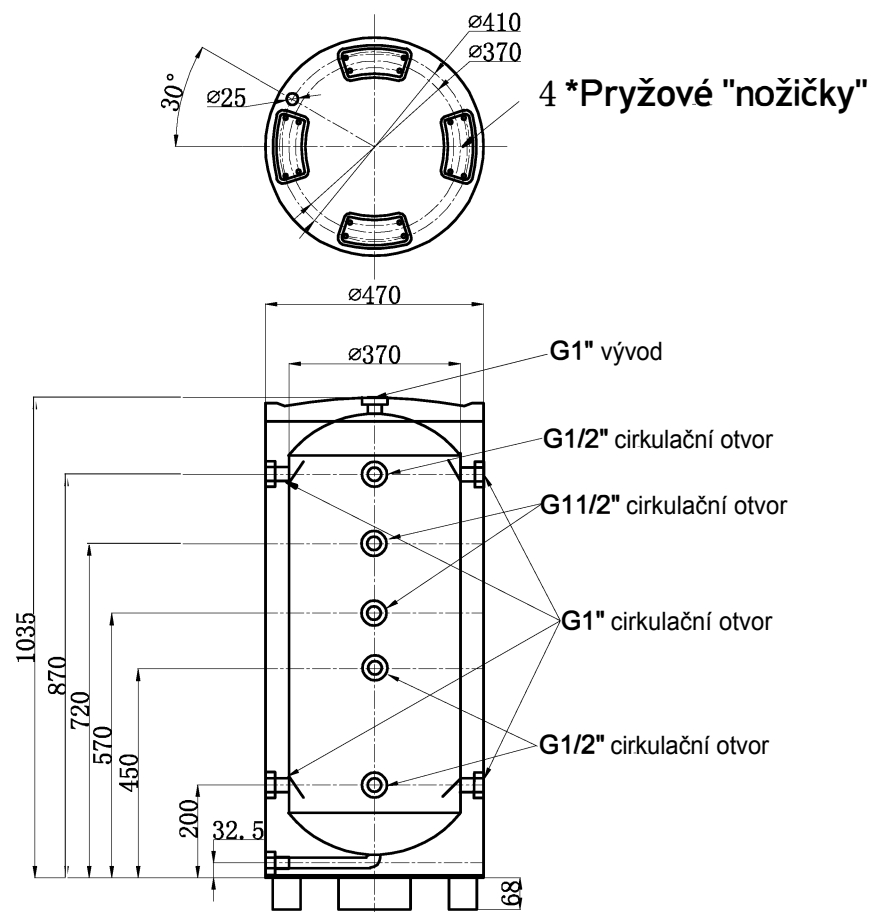 ⌀410
⌀370
30°
⌀25
4 *Pryžové "nožičky"
⌀470
⌀370
G1" vývod
G1/2" cirkulační otvor
G11/2" cirkulační otvor
G1" cirkulační otvor
G1/2" cirkulační otvor
1035
870
720
570
450
200
32.5
68